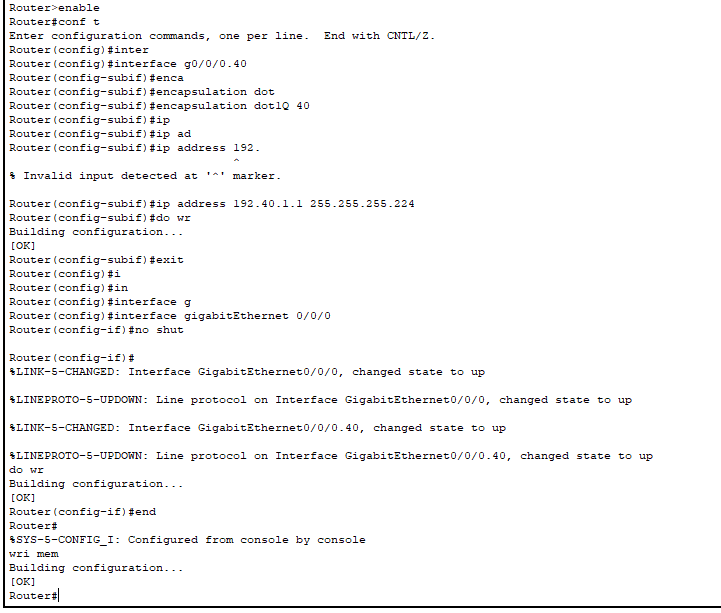 Router>enable
Router#conf t
Enter configuration commands, one per line.  End with CNTL/Z.
Router(config)#inter
Router(config)#interface g0/0/0.40
Router(config-subif)#enca
Router(config-subif)#encapsulation dot
Router(config-subif)#encapsulation dot1Q 40
Router(config-subif)#ip
Router(config-subif)#ip ad
Router(config-subif)#ip address 192.
                                ^
% Invalid input detected at '^' marker.

Router(config-subif)#ip address 192.40.1.1 255.255.255.224
Router(config-subif)#do wr
Building configuration...
[OK]
Router(config-subif)#exit
Router(config)#i
Router(config)#in
Router(config)#interface g
Router(config)#interface gigabitEthernet 0/0/0
Router(config-if)#no shut

Router(config-if)#
%LINK-5-CHANGED: Interface GigabitEthernet0/0/0, changed state to up

%LINEPROTO-5-UPDOWN: Line protocol on Interface GigabitEthernet0/0/0, changed state to up

%LINK-5-CHANGED: Interface GigabitEthernet0/0/0.40, changed state to up

%LINEPROTO-5-UPDOWN: Line protocol on Interface GigabitEthernet0/0/0.40, changed state to up
   do wr
Building configuration...
[OK]
Router(config-if)#end
Router#
%SYS-5-CONFIG_I: Configured from console by console
wri mem
Building configuration...
[OK]
Router#